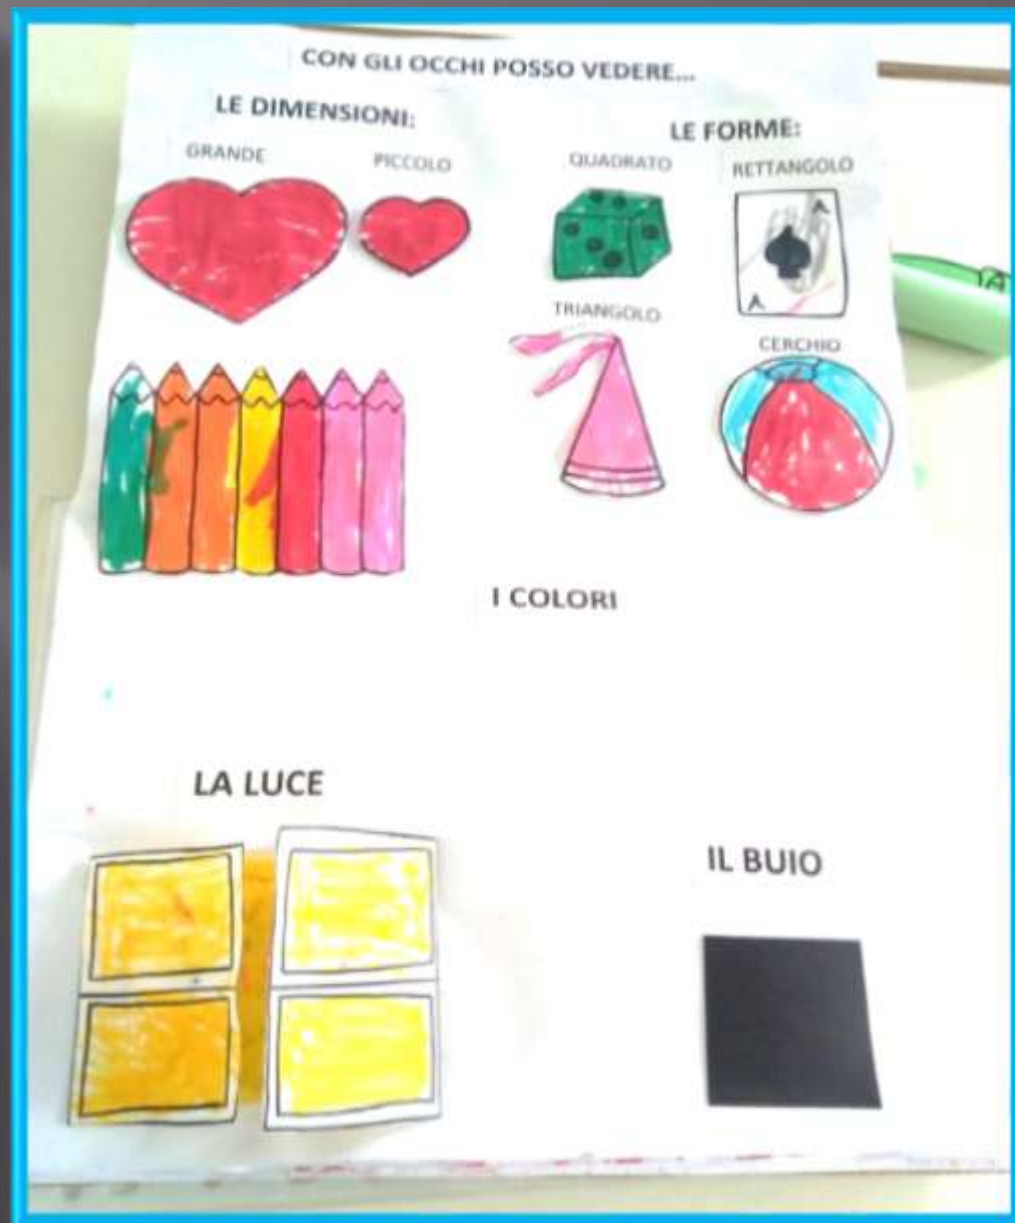 CON GLI OCCHI POSSO VEDERE...
LE DIMENSIONI:
GRANDE
PICCOLO
LE FORME:
QUADRATO
RETTANGOLO
A
A
TRIANGOLO
CERCHIO
I COLORI
LA LUCE
IL BUIO